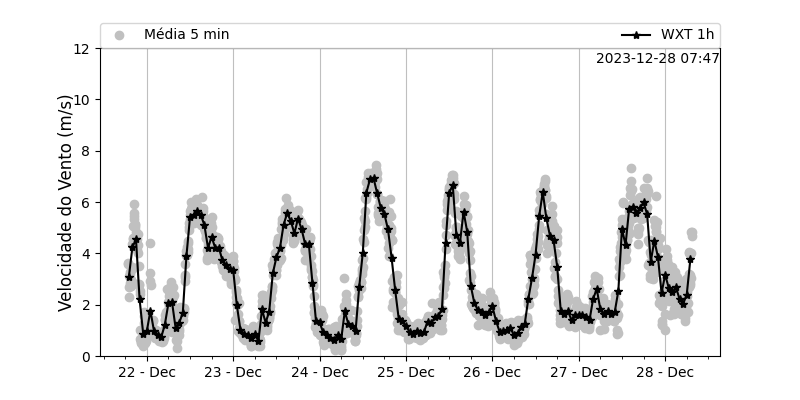 Média 5 min
WXT 1h
2023-12-28 07:47
Velocidade do Vento (m/s)
12
10
8
6
4
2
0
22 - Dec
23 - Dec
24 - Dec
25 - Dec
26 - Dec
27 - Dec
28 - Dec